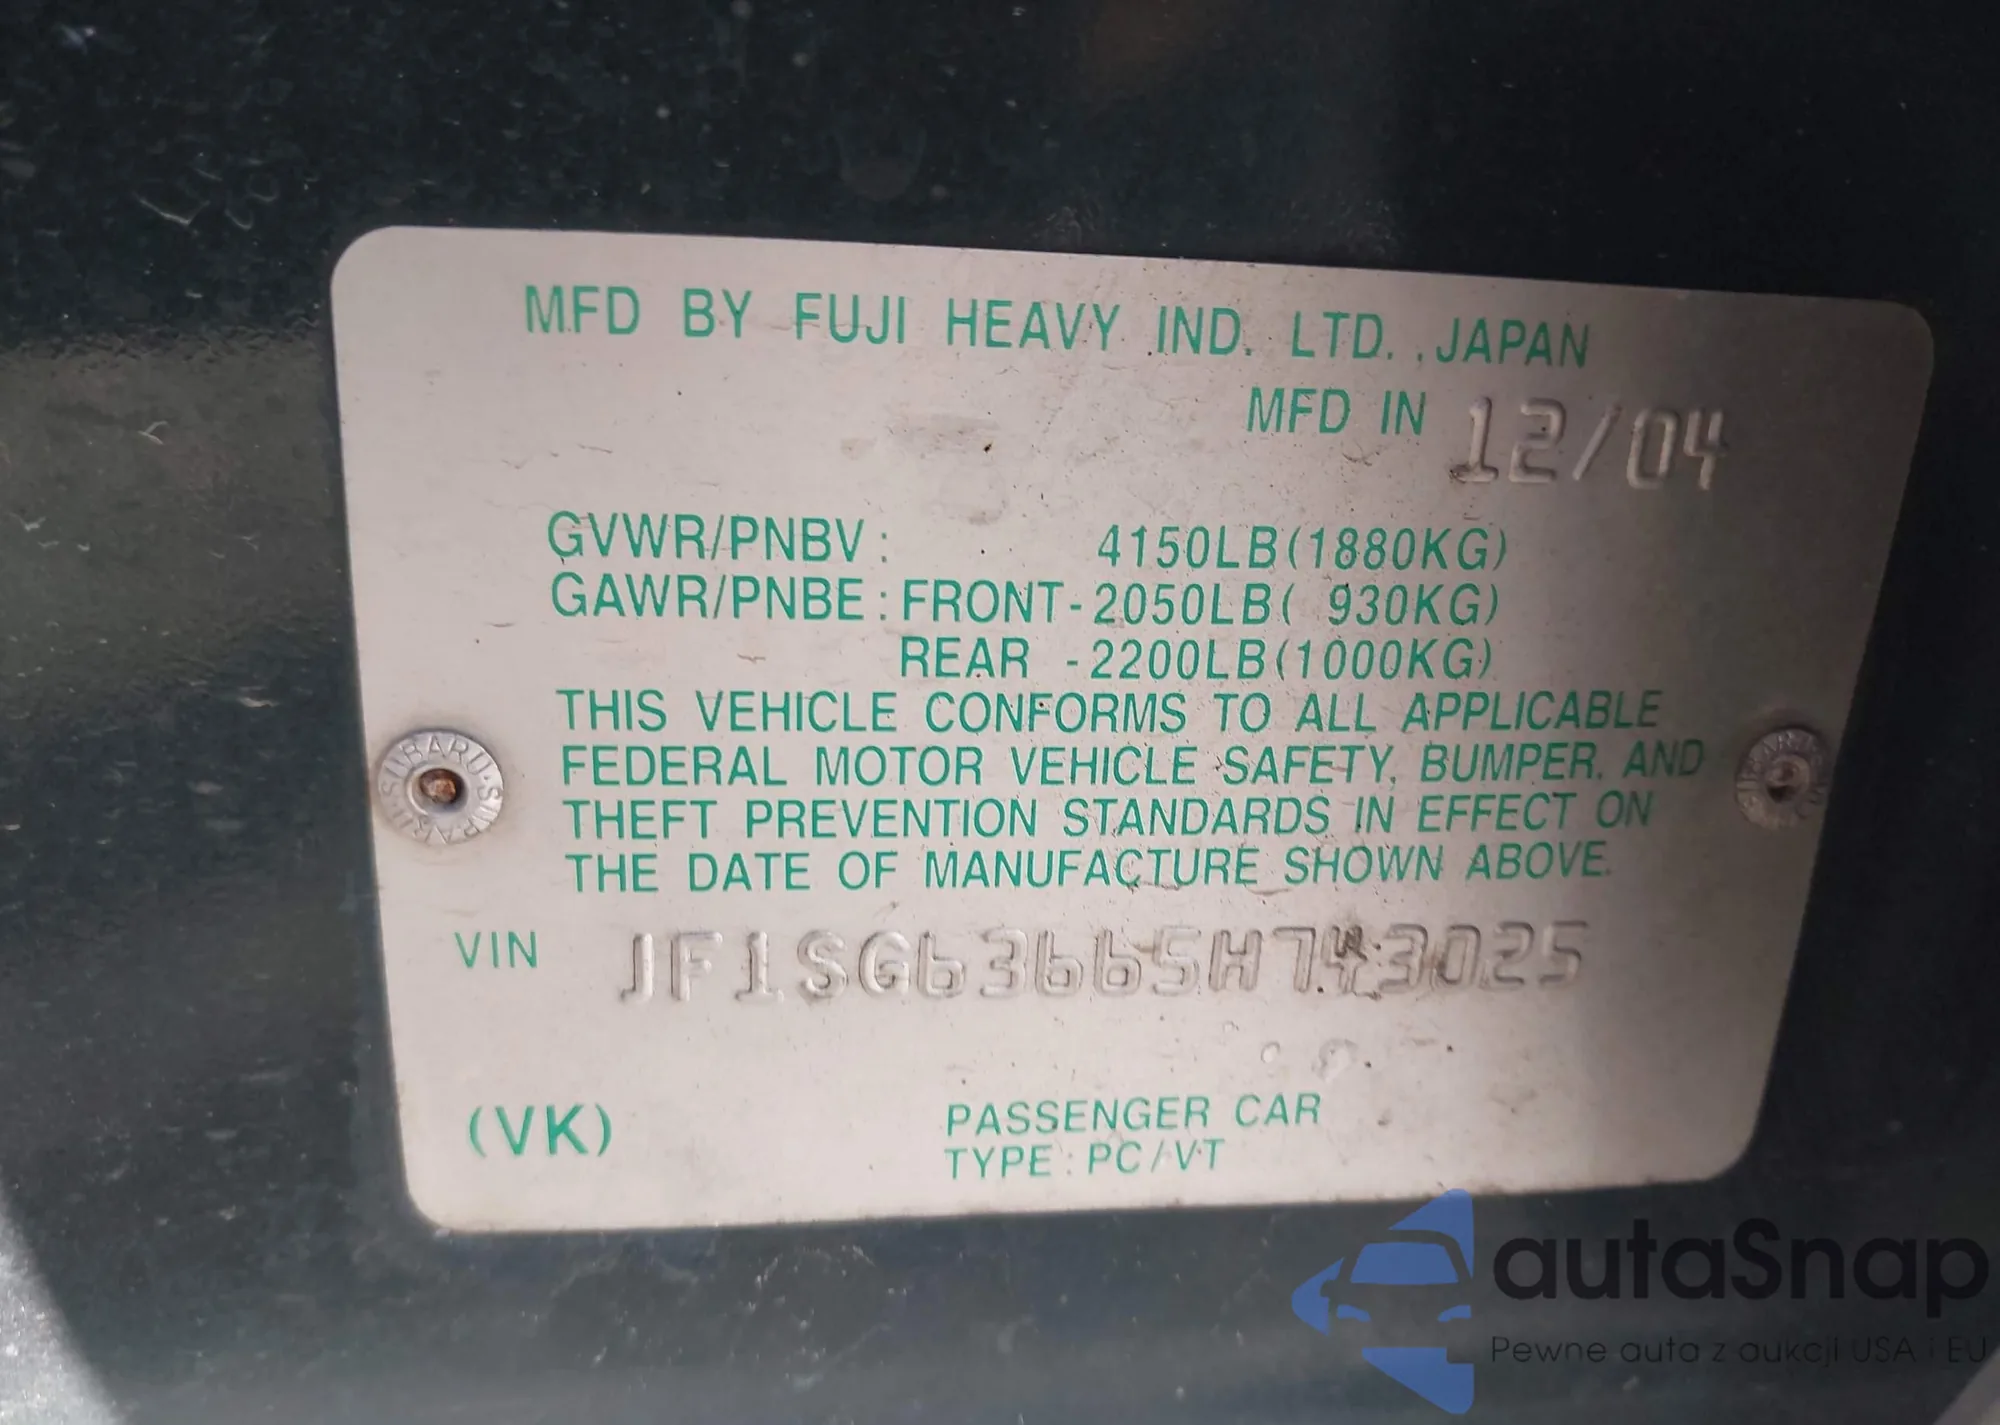 MFD BY FUJI HEAVY IND. LTD., JAPAN
MFD IN 12/04
GVWR/PNBV: 4150LB(1880KG)
GAWR/PNBE: FRONT-2050LB( 930KG)
REAR -2200LB(1000KG)
THIS VEHICLE CONFORMS TO ALL APPLICABLE
FEDERAL MOTOR VEHICLE SAFETY, BUMPER, AND
THEFT PREVENTION STANDARDS IN EFFECT ON
THE DATE OF MANUFACTURE SHOWN ABOVE.
VIN JF1SG63665H743025
(VK)
PASSENGER CAR
TYPE: PC/VT
SUBARU
autaSnap
Pewne auta z aukcji USA i EU